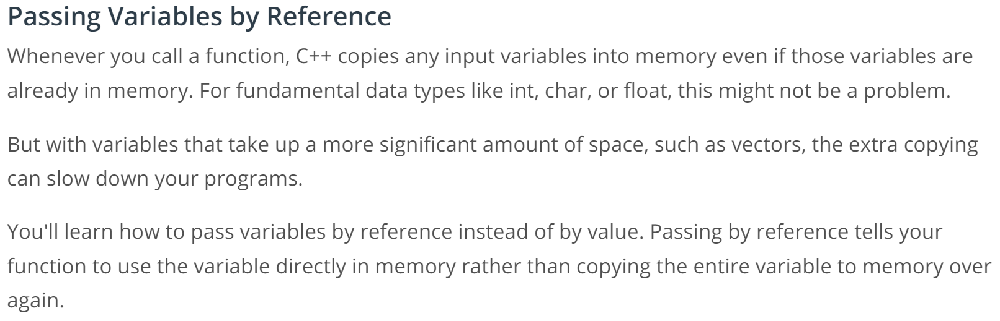 Passing Variables by Reference
Whenever you call a function, C++ copies any input variables into memory even if those variables are
already in memory. For fundamental data types like int, char, or float, this might not be a problem.
But with variables that take up a more significant amount of space, such as vectors, the extra copying
can slow down your programs.
You'll learn how to pass variables by reference instead of by value. Passing by reference tells your
function to use the variable directly in memory rather than copying the entire variable to memory over
again.